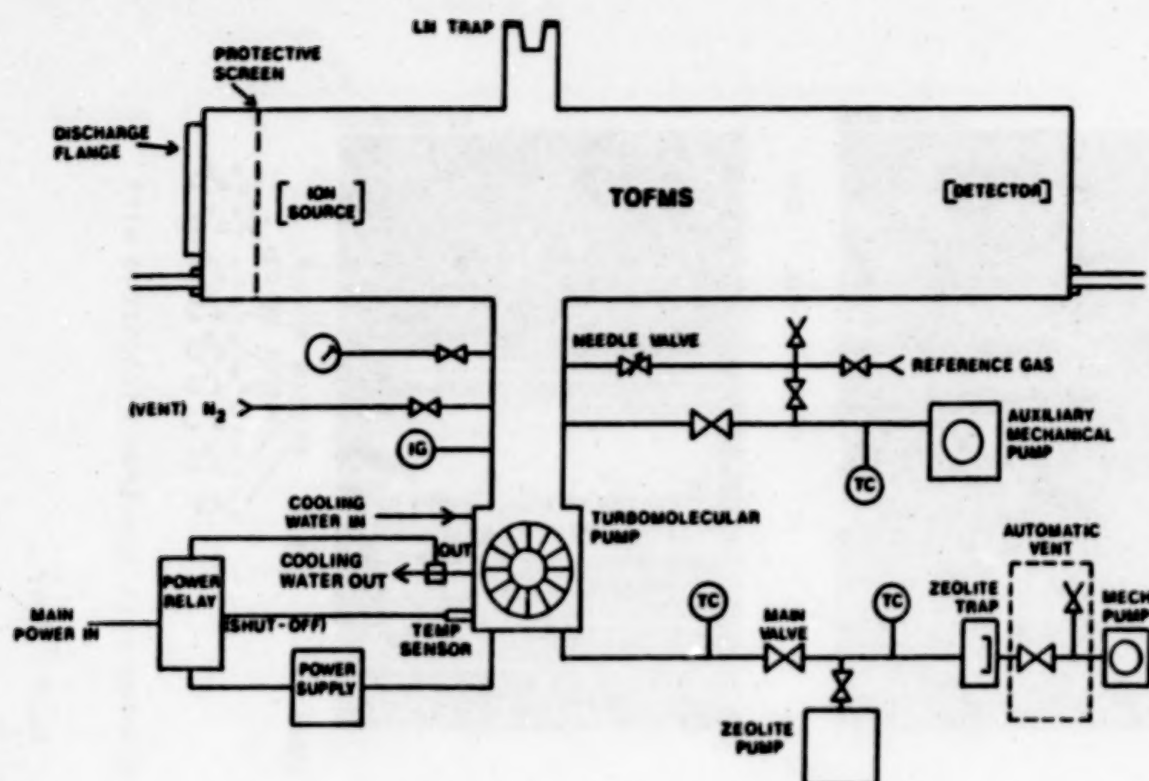 LN TRAP
PROTECTIVE
SCREEN
DISCHARGE
FLANGE
[ION
SOURCE]
TOFMS
[DETECTOR]
NEEDLE VALVE
REFERENCE GAS
(VENT) N2
IG
AUXILIARY
MECHANICAL
PUMP
TC
COOLING
WATER IN
TURBOMOLECULAR
PUMP
OUT
COOLING
WATER OUT
POWER
RELAY
MAIN
POWER IN
(SHUT-OFF)
TEMP
SENSOR
POWER
SUPPLY
TC
MAIN
VALVE
TC
ZEOLITE
TRAP
AUTOMATIC
VENT
MECH
PUMP
ZEOLITE
PUMP